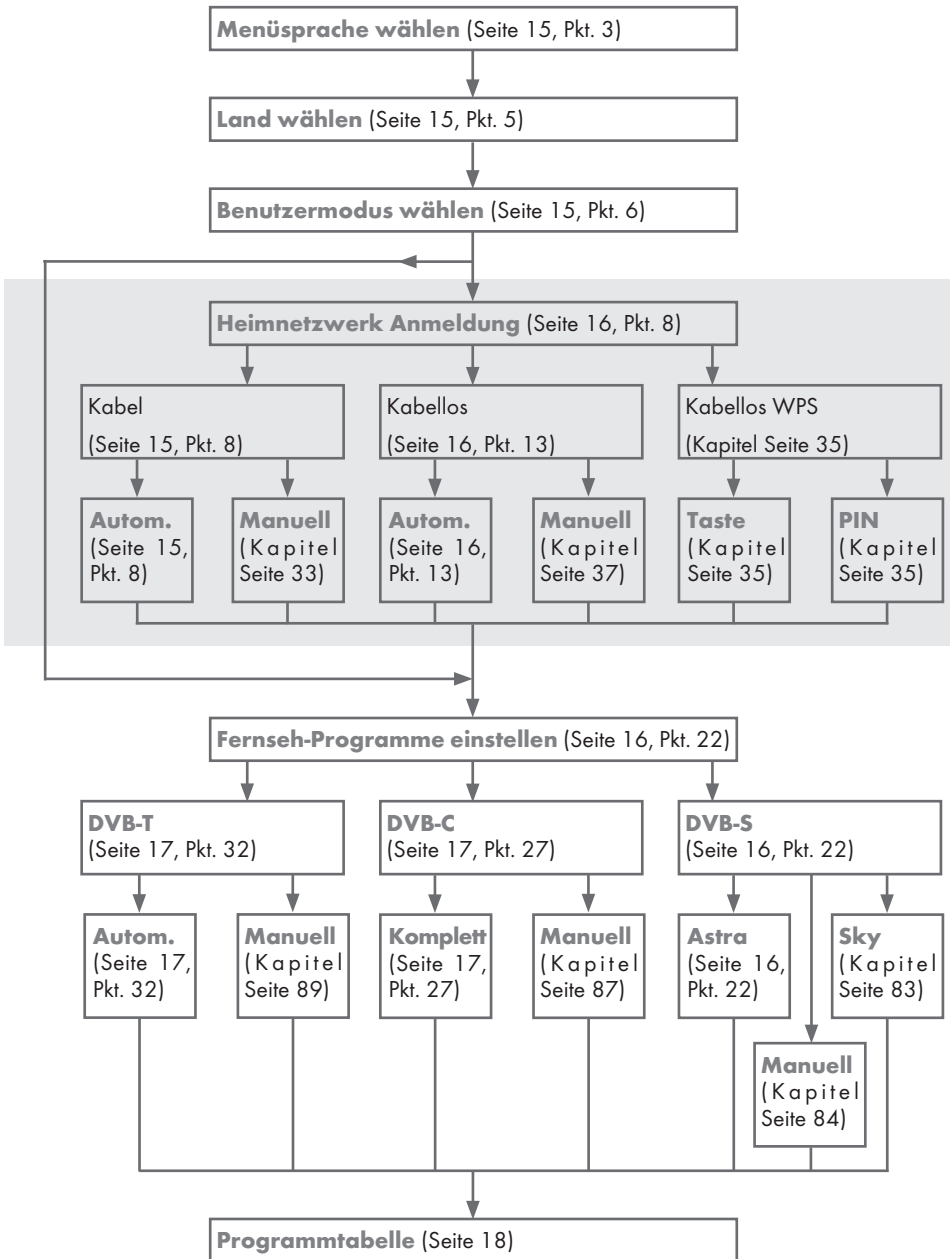 Menüsprache wählen (Seite 15, Pkt. 3)
Land wählen (Seite 15, Pkt. 5)
Benutzermodus wählen (Seite 15, Pkt. 6)
Heimnetzwerk Anmeldung (Seite 16, Pkt. 8)
Kabel
(Seite 15, Pkt. 8)
Kabellos
(Seite 16, Pkt. 13)
Kabellos WPS
(Kapitel Seite 35)
Autom.
(Seite 15,
Pkt. 8)
Manuell
(Kapitel
Seite 33)
Autom.
(Seite 16,
Pkt. 13)
Manuell
(Kapitel
Seite 37)
Taste
(Kapitel
Seite 35)
PIN
(Kapitel
Seite 35)
Fernseh-Programme einstellen (Seite 16, Pkt. 22)
DVB-T
(Seite 17, Pkt. 32)
DVB-C
(Seite 17, Pkt. 27)
DVB-S
(Seite 16, Pkt. 22)
Autom.
(Seite 17,
Pkt. 32)
Manuell
(Kapitel
Seite 89)
Komplett
(Seite 17,
Pkt. 27)
Manuell
(Kapitel
Seite 87)
Astra
(Seite 16,
Pkt. 22)
Sky
(Kapitel
Seite 83)
Manuell
(Kapitel
Seite 84)
Programmtabelle (Seite 18)